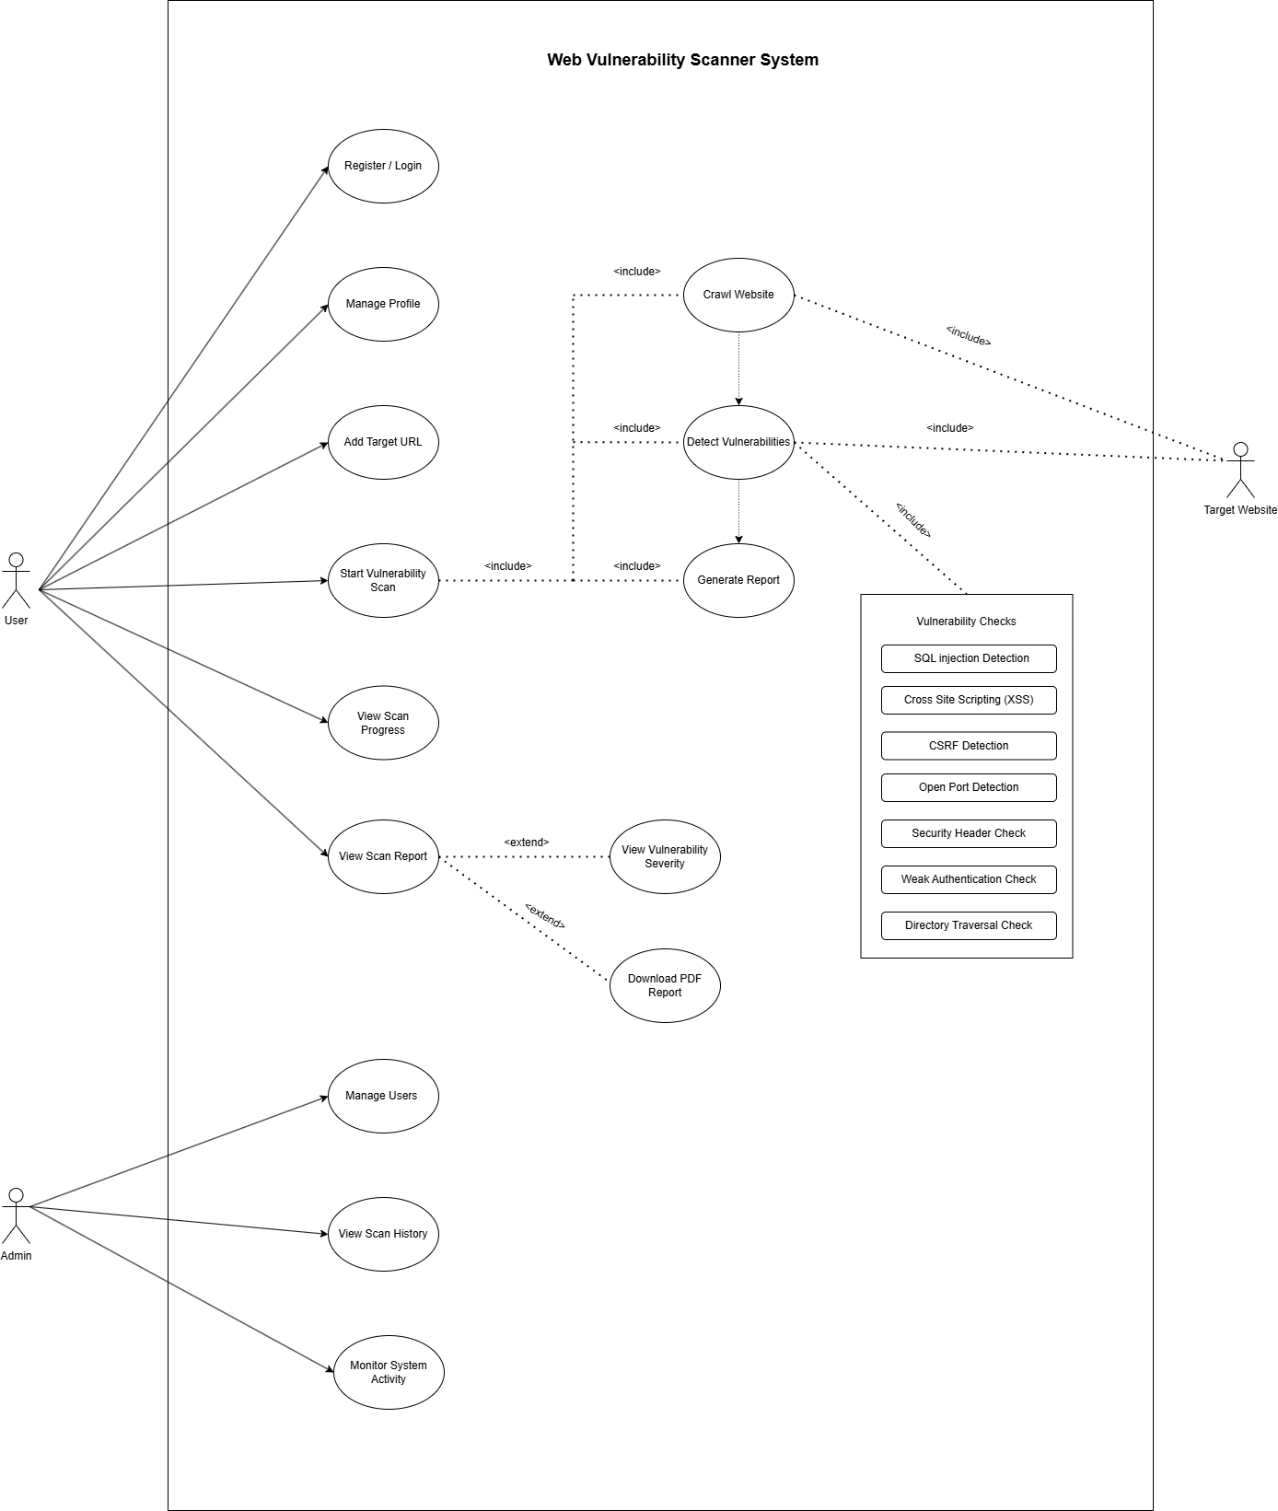 Web Vulnerability Scanner System
Register / Login
<include>
Manage Profile
Crawl Website
<include>
Add Target URL
<include>
Detect Vulnerabilities
<include>
<include>
Target Website
Start Vulnerability
Scan
<include>
<include>
Generate Report
User
Vulnerability Checks
SQL injection Detection
Cross Site Scripting (XSS)
CSRF Detection
Open Port Detection
Security Header Check
Weak Authentication Check
Directory Traversal Check
View Scan
Progress
View Scan Report
<extend>
View Vulnerability
Severity
<extend>
Download PDF
Report
Manage Users
Admin
View Scan History
Monitor System
Activity